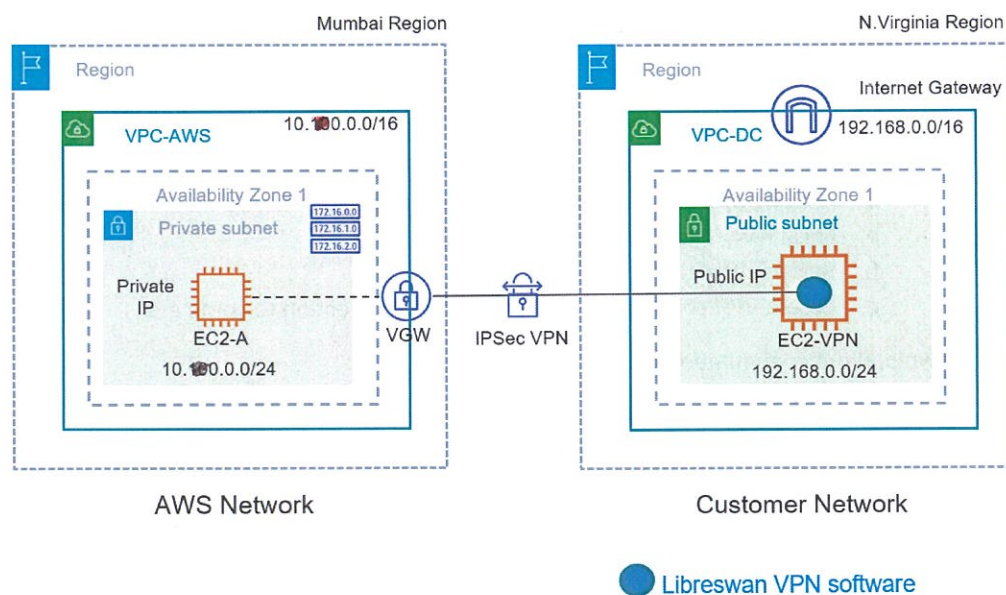 Mumbai Region
N.Virginia Region
Region
Region
Internet Gateway
VPC-AWS
VPC-DC
192.168.0.0/16
Availability Zone 1
Availability Zone 1
Private subnet
172.16.0.0
172.16.1.0
172.16.2.0
Public subnet
Private
IP
Public IP
EC2-A
VGW
IPSec VPN
EC2-VPN
192.168.0.0/24
AWS Network
Customer Network
Libreswan VPN software